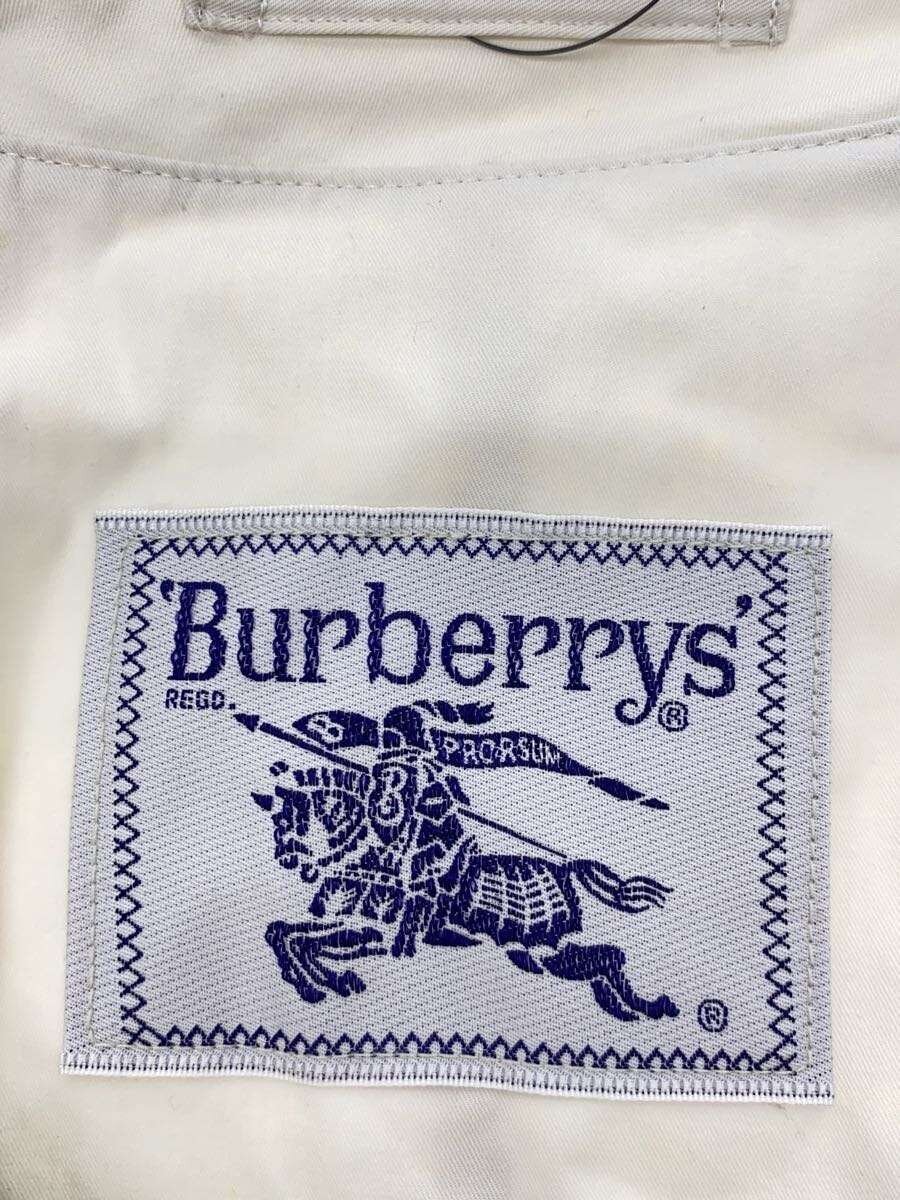 'Burberrys'
REGD. ®
B PRORSUM
B
®